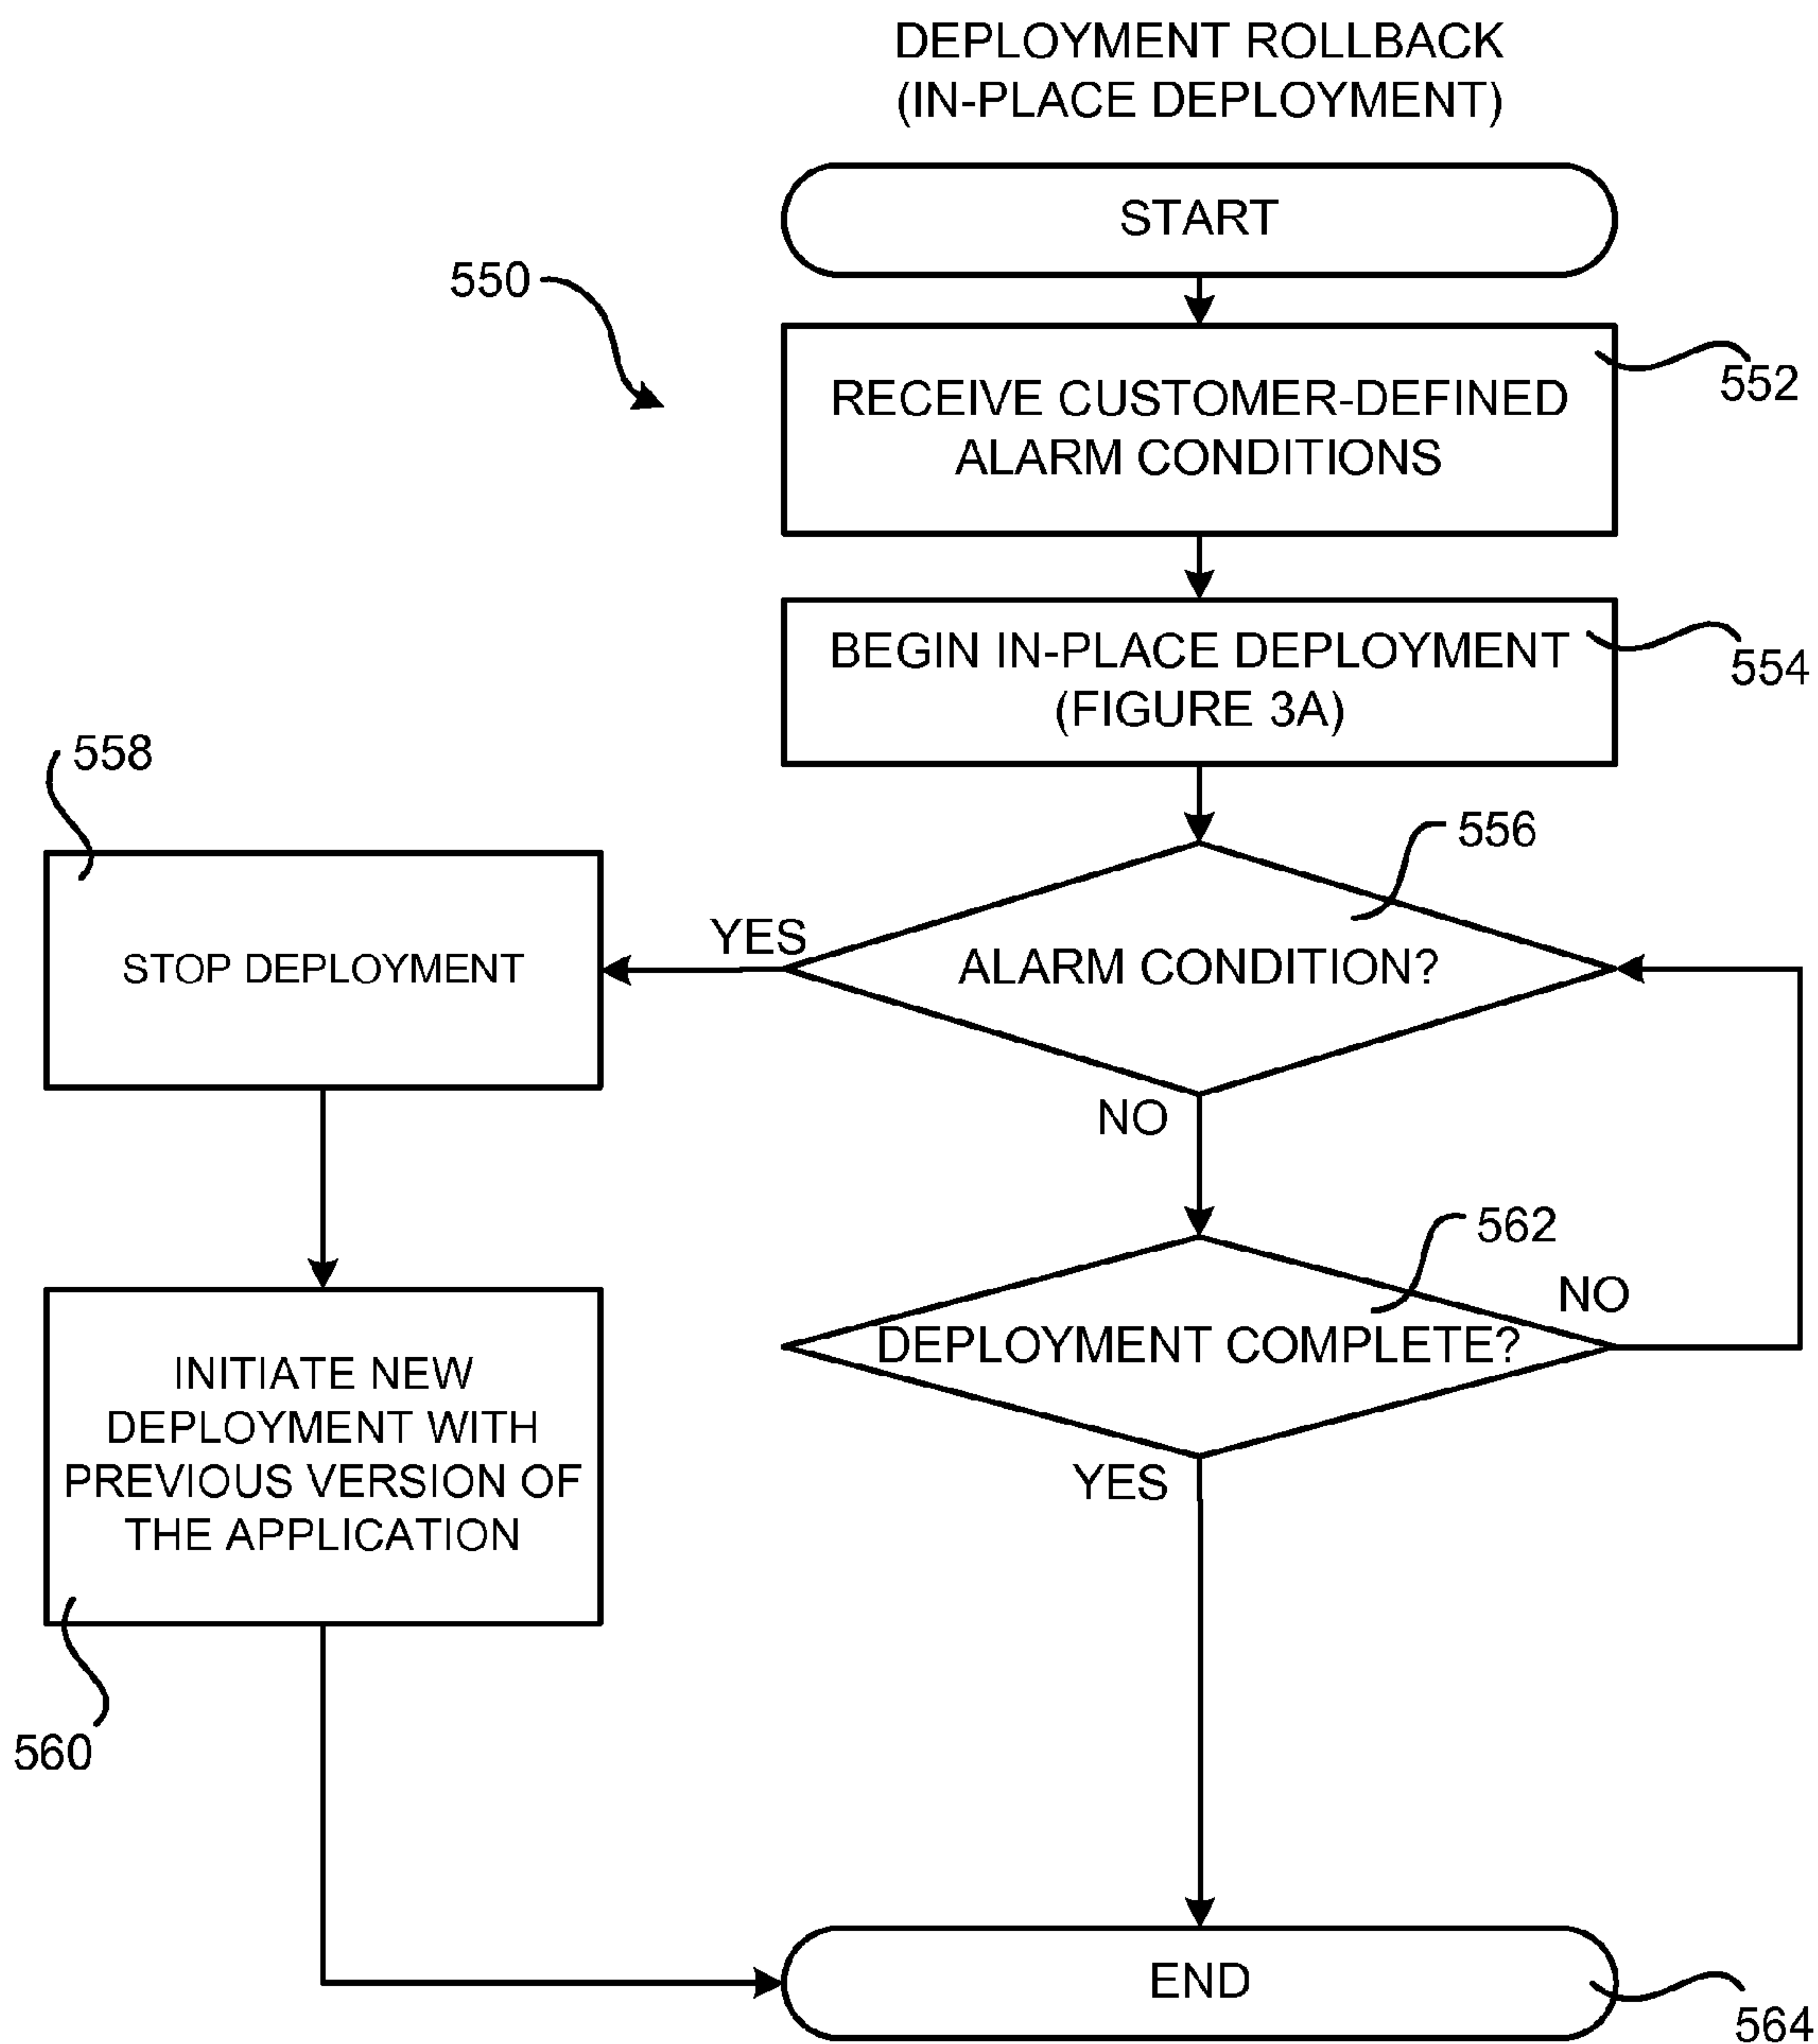 DEPLOYMENT ROLLBACK
(IN-PLACE DEPLOYMENT)
START
550
RECEIVE CUSTOMER-DEFINED
ALARM CONDITIONS
552
BEGIN IN-PLACE DEPLOYMENT
(FIGURE 3A)
554
558
556
STOP DEPLOYMENT
YES
ALARM CONDITION?
NO
562
NO
INITIATE NEW
DEPLOYMENT WITH
PREVIOUS VERSION OF
THE APPLICATION
DEPLOYMENT COMPLETE?
YES
560
END
564